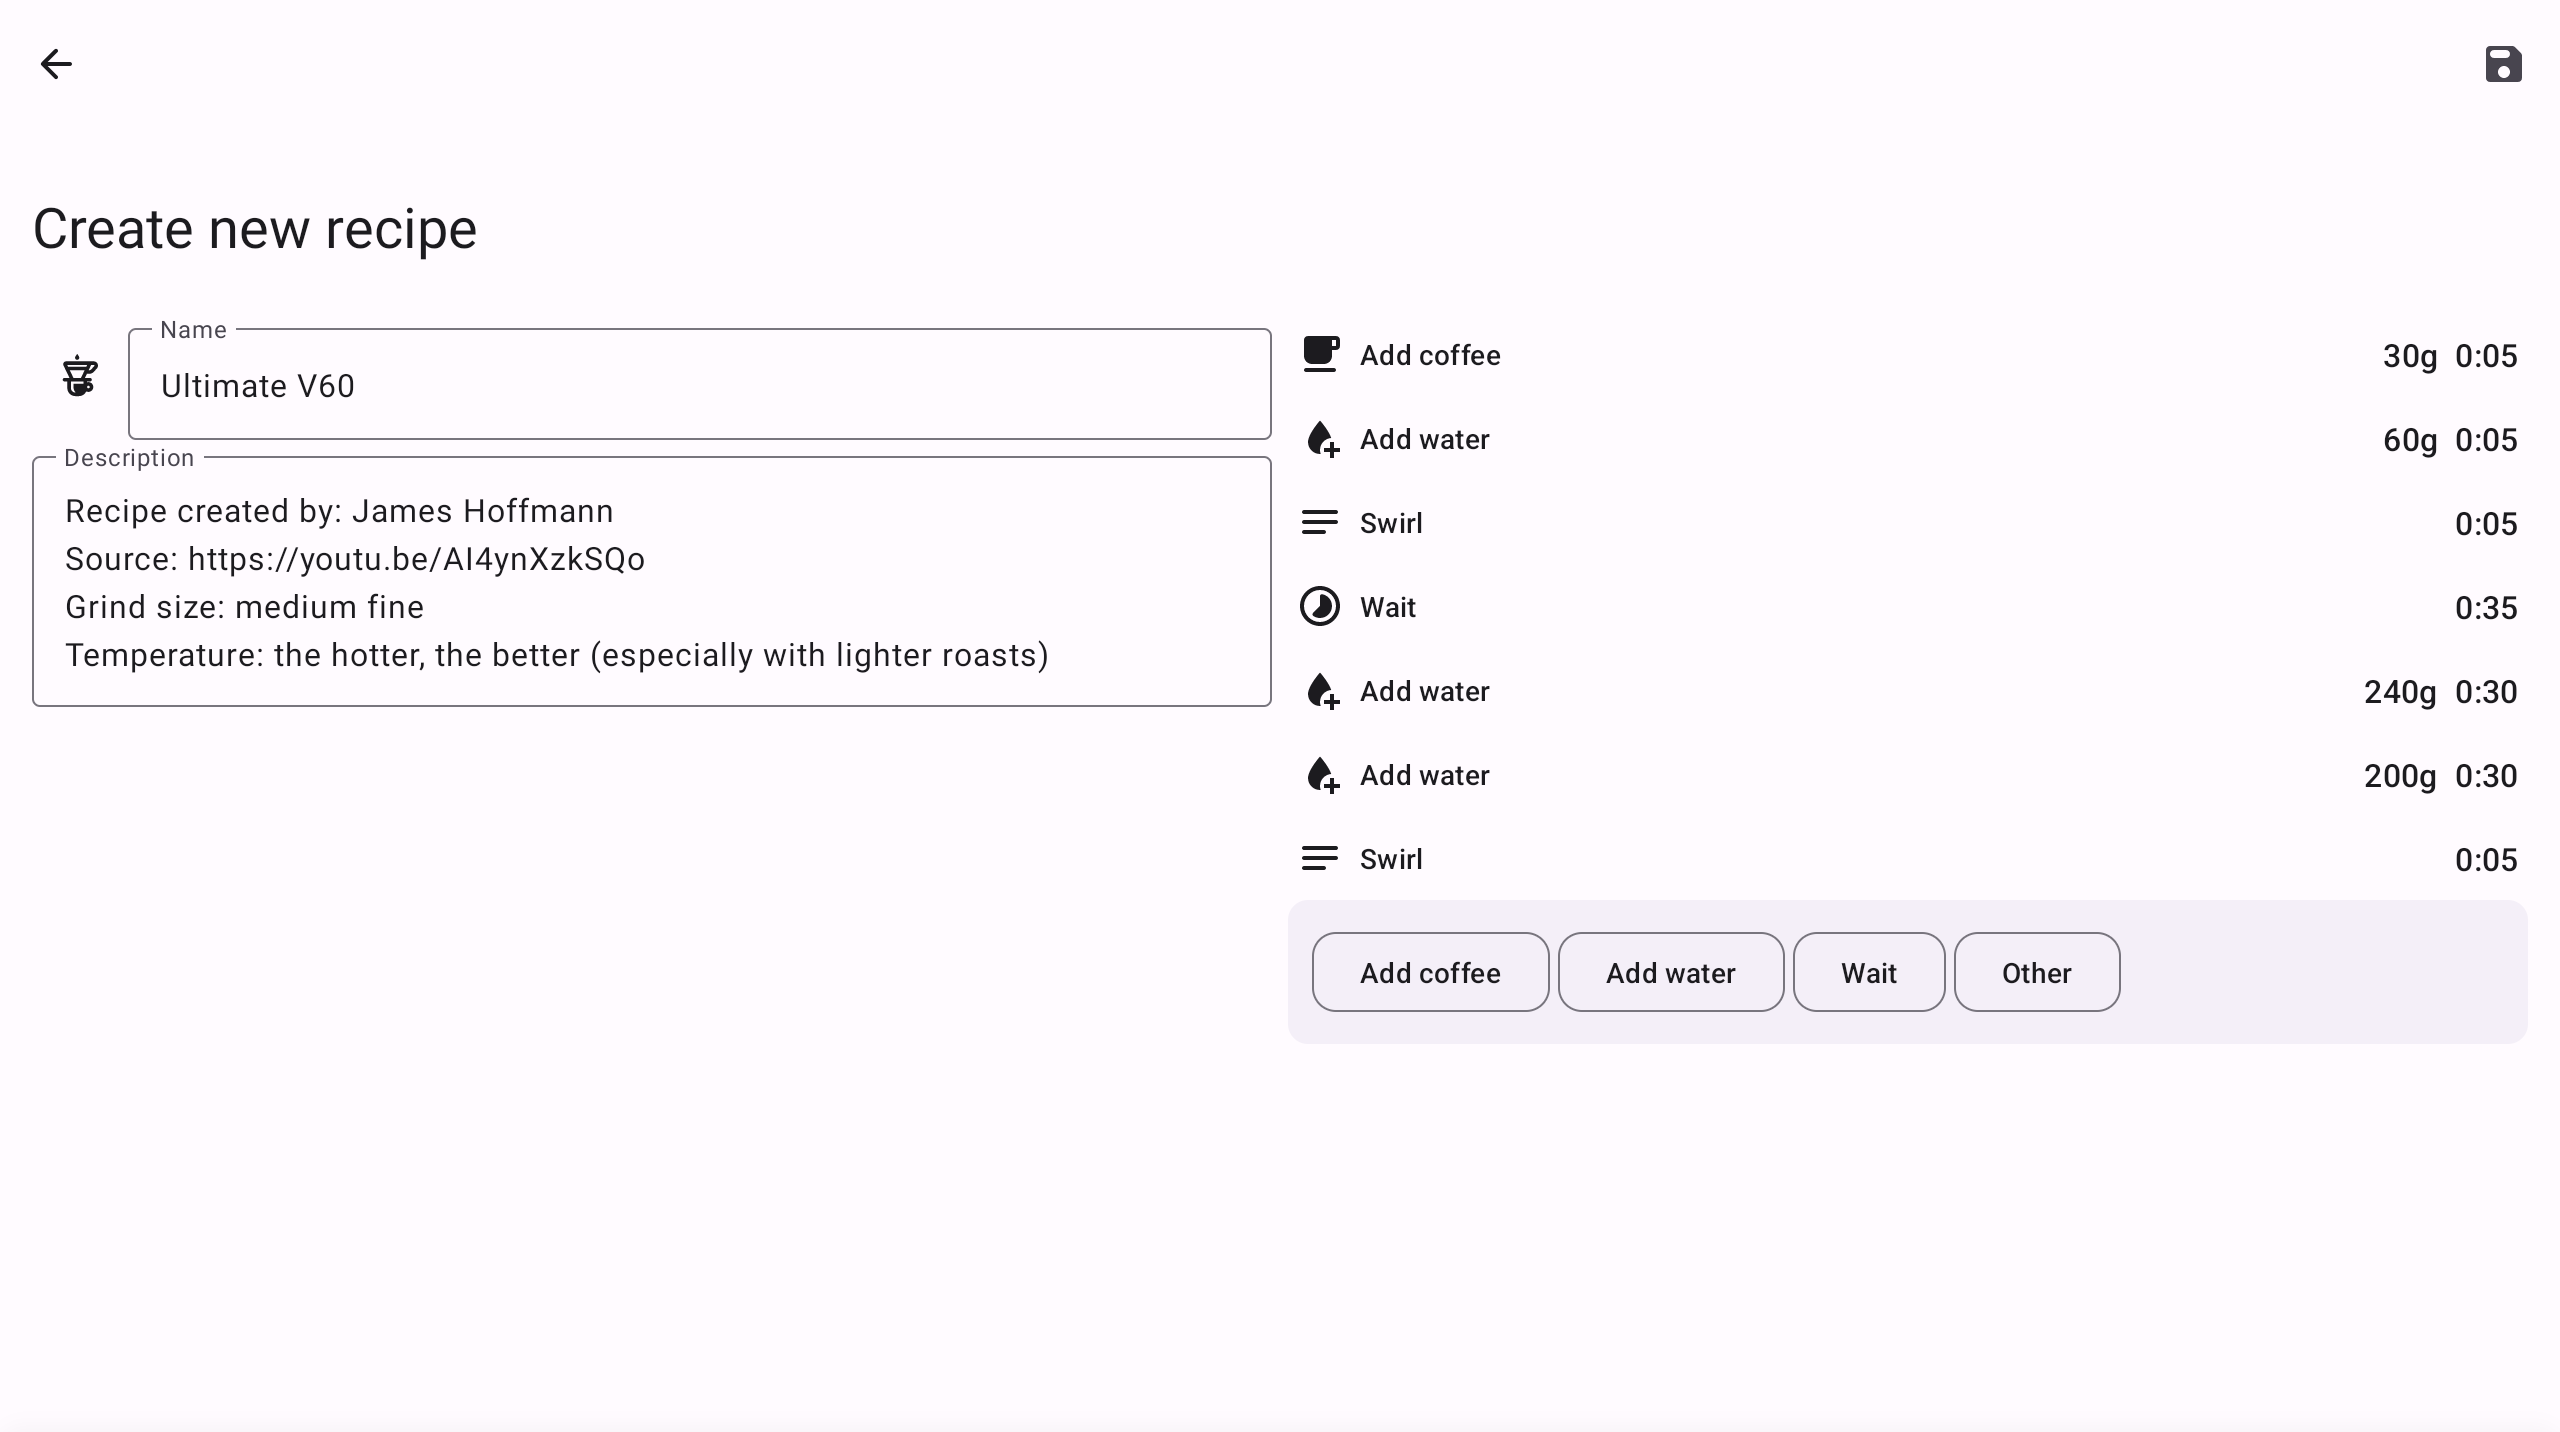 Create new recipe
Name
Ultimate V60
Description
Recipe created by: James Hoffmann
Source: https://youtu.be/AI4ynXzkSQo
Grind size: medium fine
Temperature: the hotter, the better (especially with lighter roasts)
Add coffee 30g 0:05
Add water 60g 0:05
Swirl 0:05
Wait 0:35
Add water 240g 0:30
Add water 200g 0:30
Swirl 0:05
Add coffee Add water Wait Other